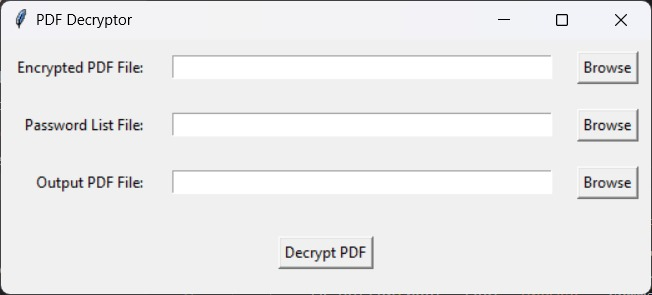 PDF Decryptor
Encrypted PDF File: Browse
Password List File: Browse
Output PDF File: Browse
Decrypt PDF